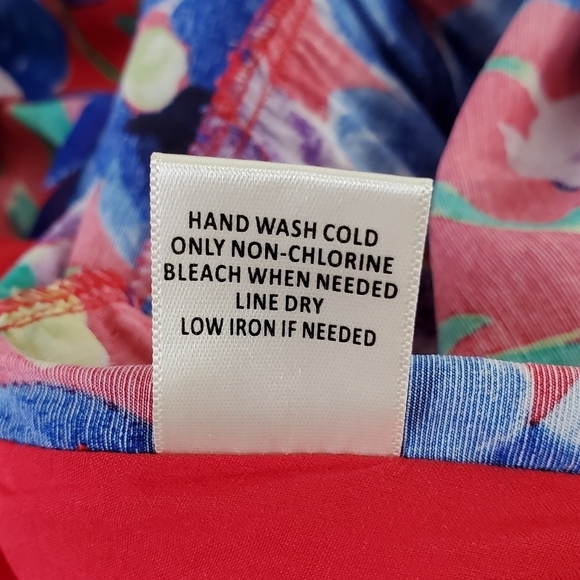 HAND WASH COLD
ONLY NON-CHLORINE
BLEACH WHEN NEEDED
LINE DRY
LOW IRON IF NEEDED